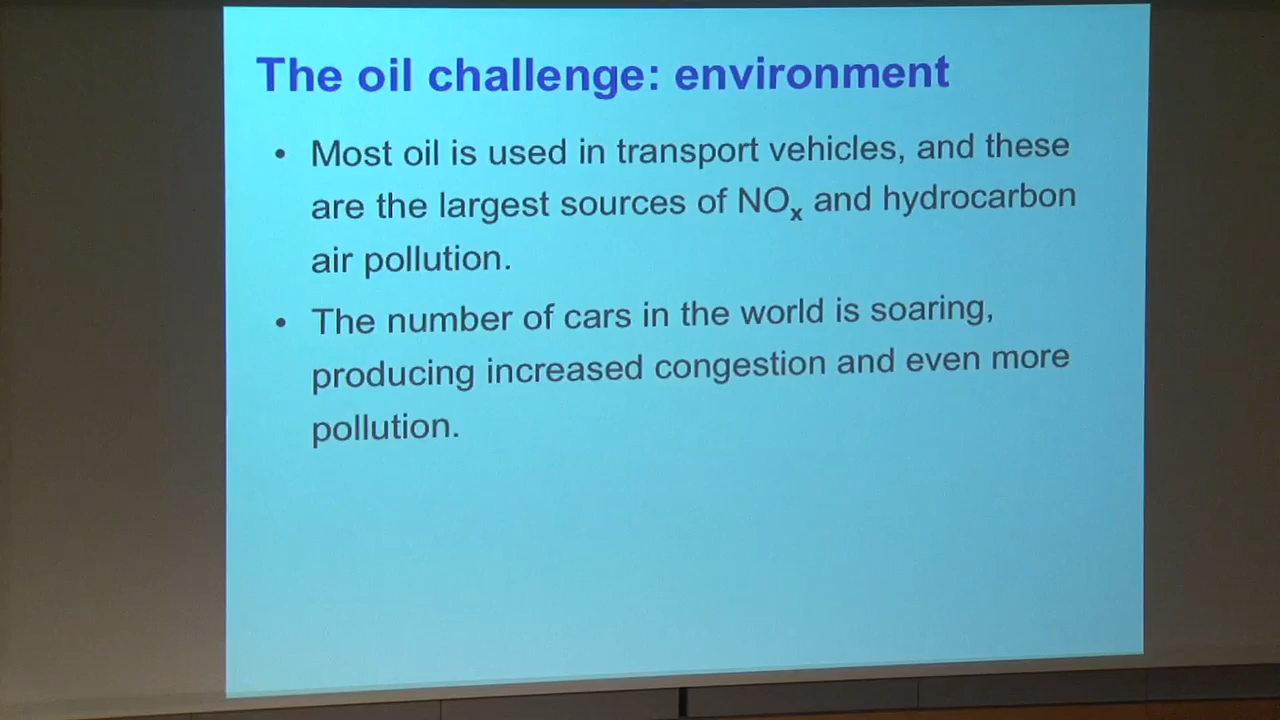 The oil challenge: environment
• Most oil is used in transport vehicles, and these
are the largest sources of NOx and hydrocarbon
air pollution.
• The number of cars in the world is soaring,
producing increased congestion and even more
pollution.